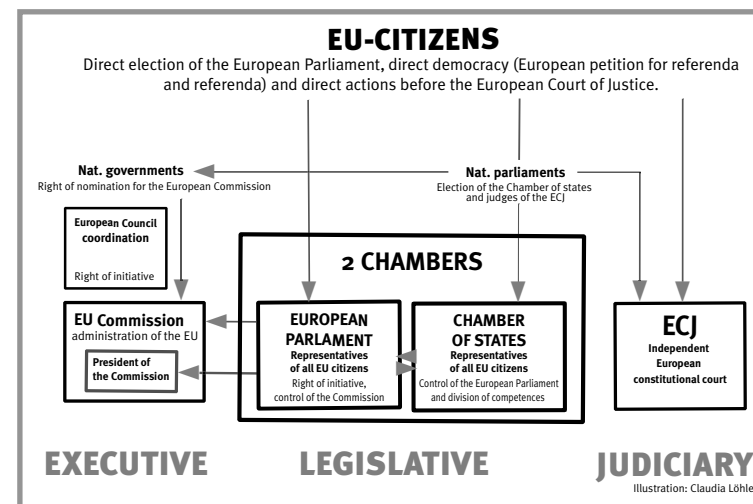 EU-CITIZENS
Direct election of the European Parliament, direct democracy (European petition for referenda
and referenda) and direct actions before the European Court of Justice.
Nat. governments
Right of nomination for the European Commission
Nat. parliaments
Election of the Chamber of states
and judges of the ECJ
European Council
coordination
Right of initiative
2 CHAMBERS
EU Commission
administration of the EU
President of
the Commission
EUROPEAN
PARLAMENT
Representatives
of all EU citizens
Right of initiative,
control of the Commission
CHAMBER
OF STATES
Representatives
of all EU citizens
Control of the European Parliament
and division of competences
ECJ
Independent
European
constitutional court
EXECUTIVE
LEGISLATIVE
JUDICIARY
Illustration: Claudia Löhle